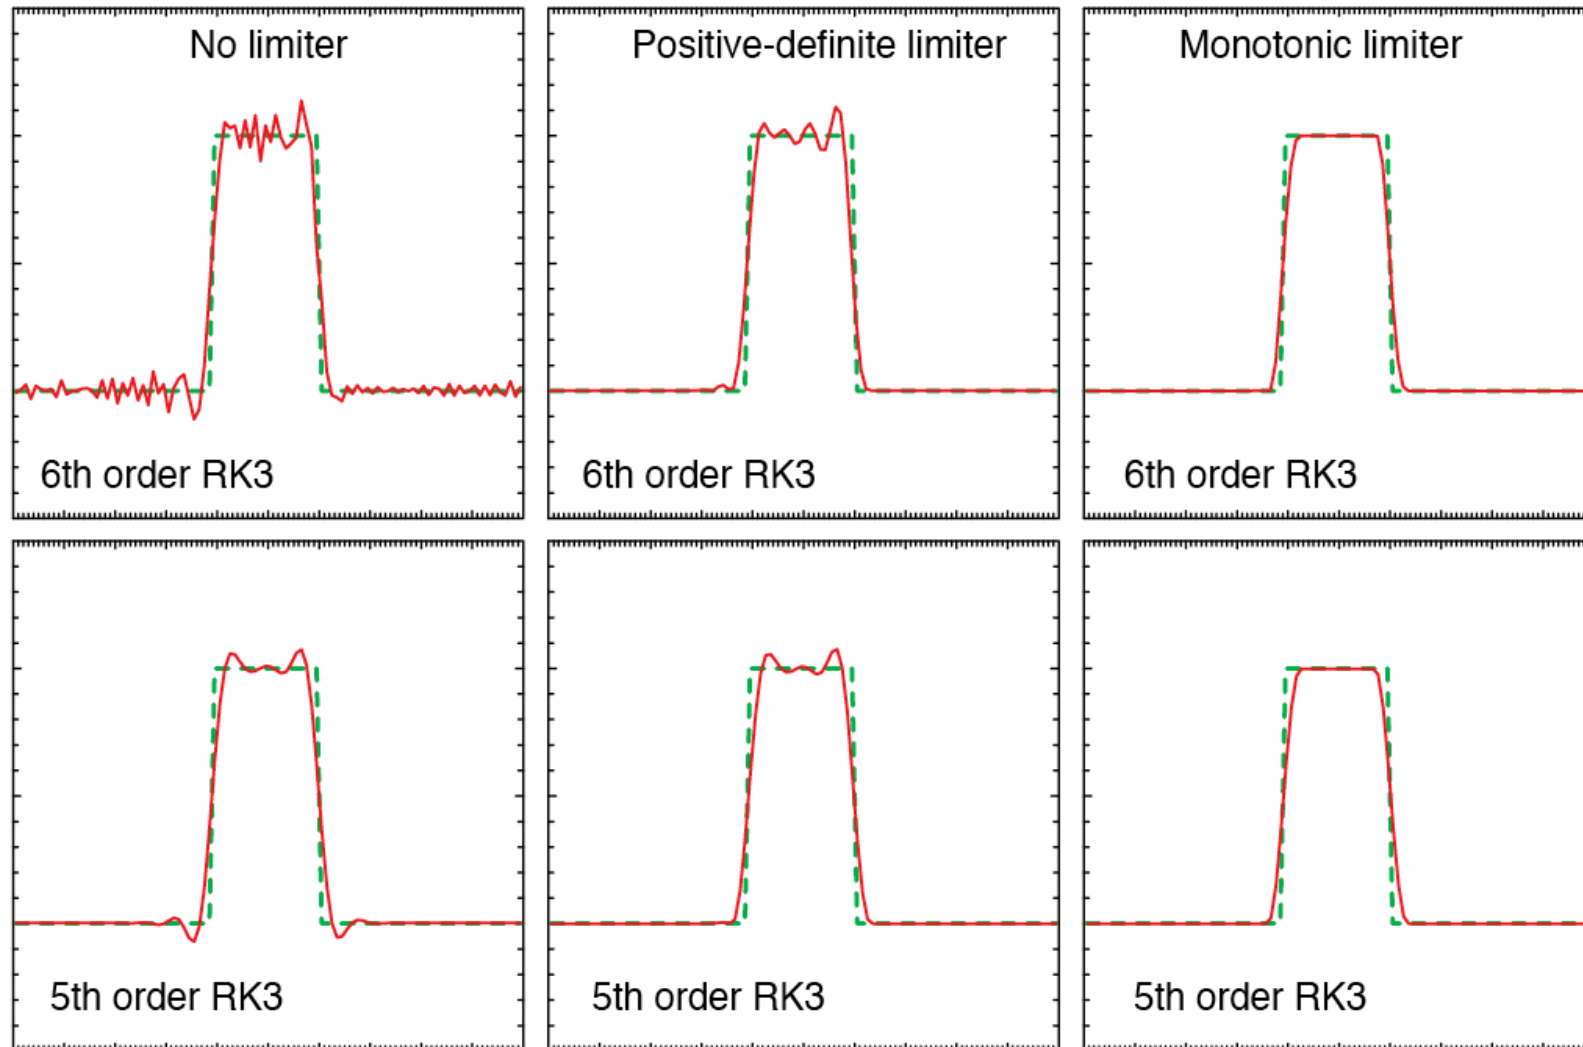 No limiter
Positive-definite limiter
Monotonic limiter
6th order RK3
6th order RK3
6th order RK3
5th order RK3
5th order RK3
5th order RK3